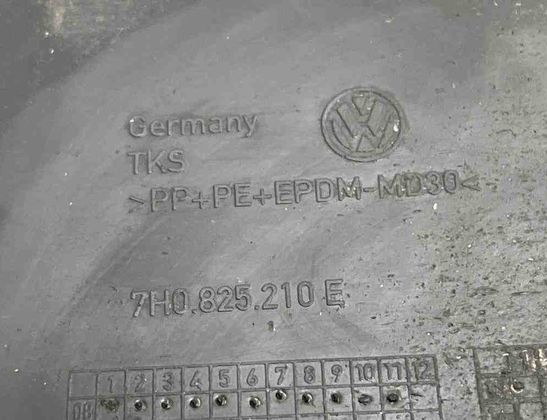 Germany
TKS
>PP+PE+EPDM-MD30<
7H0.825.210 E
1 2 3 4 5 6 7 8 9 10 11 12
08